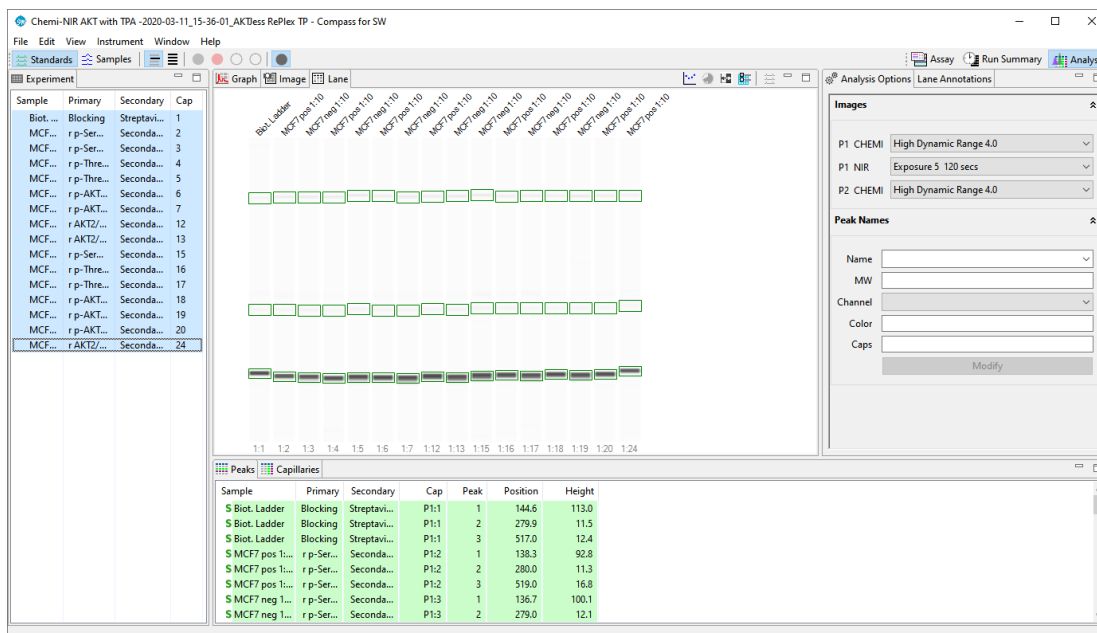 Chemi-NIR AKT with TPA -2020-03-11_15-36-01_AKTless RePlex TP - Compass for SW
File Edit View Instrument Window Help
Standards Samples Assay Run Summary Analys
Experiment
Sample Primary Secondary Cap
Biot. ... Blocking Streptavi... 1
MCF... r p-Ser... Seconda... 2
MCF... r p-Ser... Seconda... 3
MCF... r p-Thre... Seconda... 4
MCF... r p-Thre... Seconda... 5
MCF... r p-AKT... Seconda... 6
MCF... r p-AKT... Seconda... 7
MCF... r AKT2/... Seconda... 12
MCF... r AKT2/... Seconda... 13
MCF... r p-Ser... Seconda... 15
MCF... r p-Thre... Seconda... 16
MCF... r p-Thre... Seconda... 17
MCF... r p-AKT... Seconda... 18
MCF... r p-AKT... Seconda... 19
MCF... r p-AKT... Seconda... 20
MCF... r AKT2/... Seconda... 24
Graph Image Lane
Biot. Ladder
MCF7 pos 1:10
MCF7 neg 1:10
MCF7 pos 1:10
MCF7 neg 1:10
MCF7 pos 1:10
MCF7 neg 1:10
MCF7 pos 1:10
MCF7 neg 1:10
MCF7 neg 1:10
MCF7 pos 1:10
MCF7 neg 1:10
MCF7 pos 1:10
MCF7 neg 1:10
MCF7 pos 1:10
MCF7 pos 1:10
1:1 1:2 1:3 1:4 1:5 1:6 1:7 1:12 1:13 1:15 1:16 1:17 1:18 1:19 1:20 1:24
Peaks Capillaries
Sample Primary Secondary Cap Peak Position Height
S Biot. Ladder Blocking Streptavi... P1:1 1 144.6 113.0
S Biot. Ladder Blocking Streptavi... P1:1 2 279.9 11.5
S Biot. Ladder Blocking Streptavi... P1:1 3 517.0 12.4
S MCF7 pos 1:... r p-Ser... Seconda... P1:2 1 138.3 92.8
S MCF7 pos 1:... r p-Ser... Seconda... P1:2 2 280.0 11.3
S MCF7 pos 1:... r p-Ser... Seconda... P1:2 3 519.0 16.8
S MCF7 neg 1... r p-Ser... Seconda... P1:3 1 136.7 100.1
S MCF7 neg 1... r p-Ser... Seconda... P1:3 2 279.0 12.1
Analysis Options Lane Annotations
Images
P1 CHEMI High Dynamic Range 4.0
P1 NIR Exposure 5 120 secs
P2 CHEMI High Dynamic Range 4.0
Peak Names
Name
MW
Channel
Color
Caps
Modify